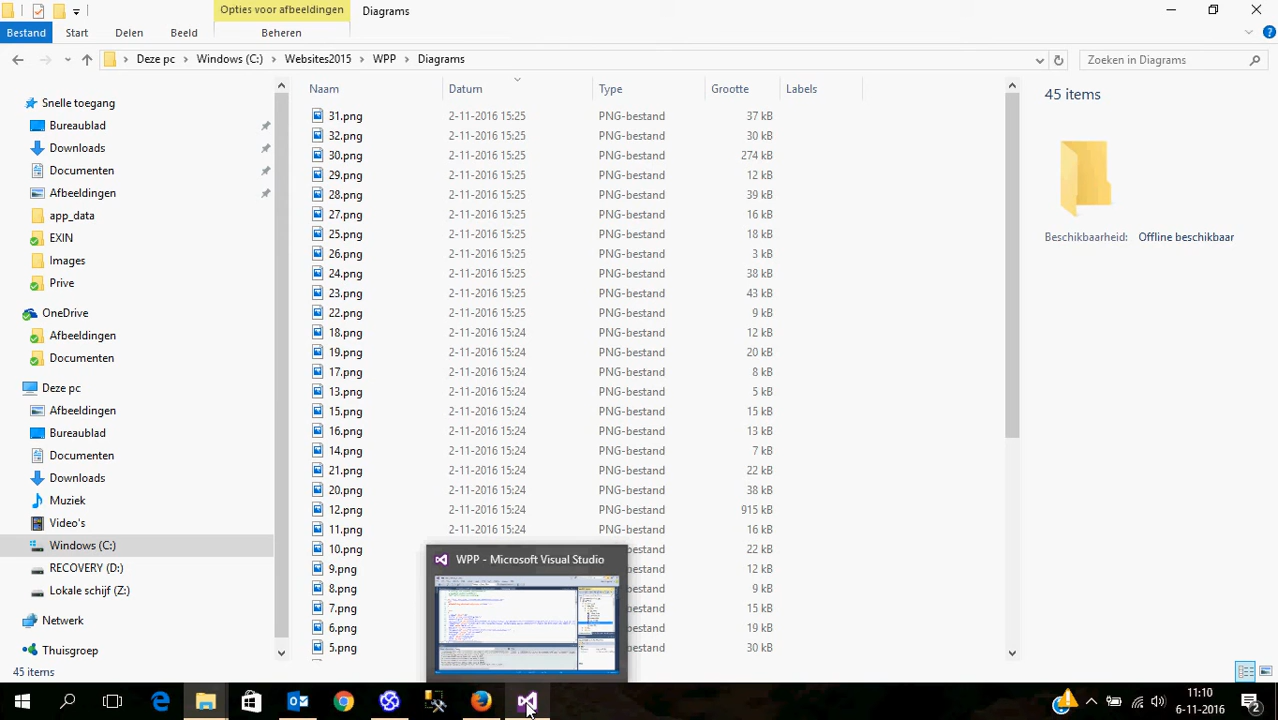 Opties voor afbeeldingen Diagrams
Bestand Start Delen Beeld Beheren
Deze pc Windows (C:) Websites2015 WPP Diagrams Zoeken in Diagrams
Naam Datum Type Grootte Labels
31.png 2-11-2016 15:25 PNG-bestand 37 kB
32.png 2-11-2016 15:25 PNG-bestand 30 kB
30.png 2-11-2016 15:25 PNG-bestand 274 kB
29.png 2-11-2016 15:25 PNG-bestand 12 kB
28.png 2-11-2016 15:25 PNG-bestand 39 kB
27.png 2-11-2016 15:25 PNG-bestand 16 kB
25.png 2-11-2016 15:25 PNG-bestand 18 kB
26.png 2-11-2016 15:25 PNG-bestand 3 kB
24.png 2-11-2016 15:25 PNG-bestand 38 kB
23.png 2-11-2016 15:25 PNG-bestand 43 kB
22.png 2-11-2016 15:25 PNG-bestand 9 kB
18.png 2-11-2016 15:24 PNG-bestand 12 kB
19.png 2-11-2016 15:24 PNG-bestand 20 kB
17.png 2-11-2016 15:24 PNG-bestand 8 kB
13.png 2-11-2016 15:24 PNG-bestand 5 kB
15.png 2-11-2016 15:24 PNG-bestand 15 kB
16.png 2-11-2016 15:24 PNG-bestand 13 kB
14.png 2-11-2016 15:24 PNG-bestand 7 kB
21.png 2-11-2016 15:24 PNG-bestand 22 kB
20.png 2-11-2016 15:24 PNG-bestand 38 kB
12.png 2-11-2016 15:24 PNG-bestand 915 kB
11.png 2-11-2016 15:24 PNG-bestand 16 kB
10.png 22 kB
9.png 12 kB
8.png 9 kB
7.png 15 kB
6.png 19 kB
5.png 30 kB
WPP - Microsoft Visual Studio
Snelle toegang
Bureaublad
Downloads
Documenten
Afbeeldingen
app_data
EXIN
Images
Prive
OneDrive
Afbeeldingen
Documenten
Deze pc
Afbeeldingen
Bureaublad
Documenten
Downloads
Muziek
Video's
Windows (C:)
RECOVERY (D:)
Lokale schijf (Z:)
Netwerk
Thuisgroep
45 items
Beschikbaarheid: Offline beschikbaar
45 items
11:10
6-11-2016
2